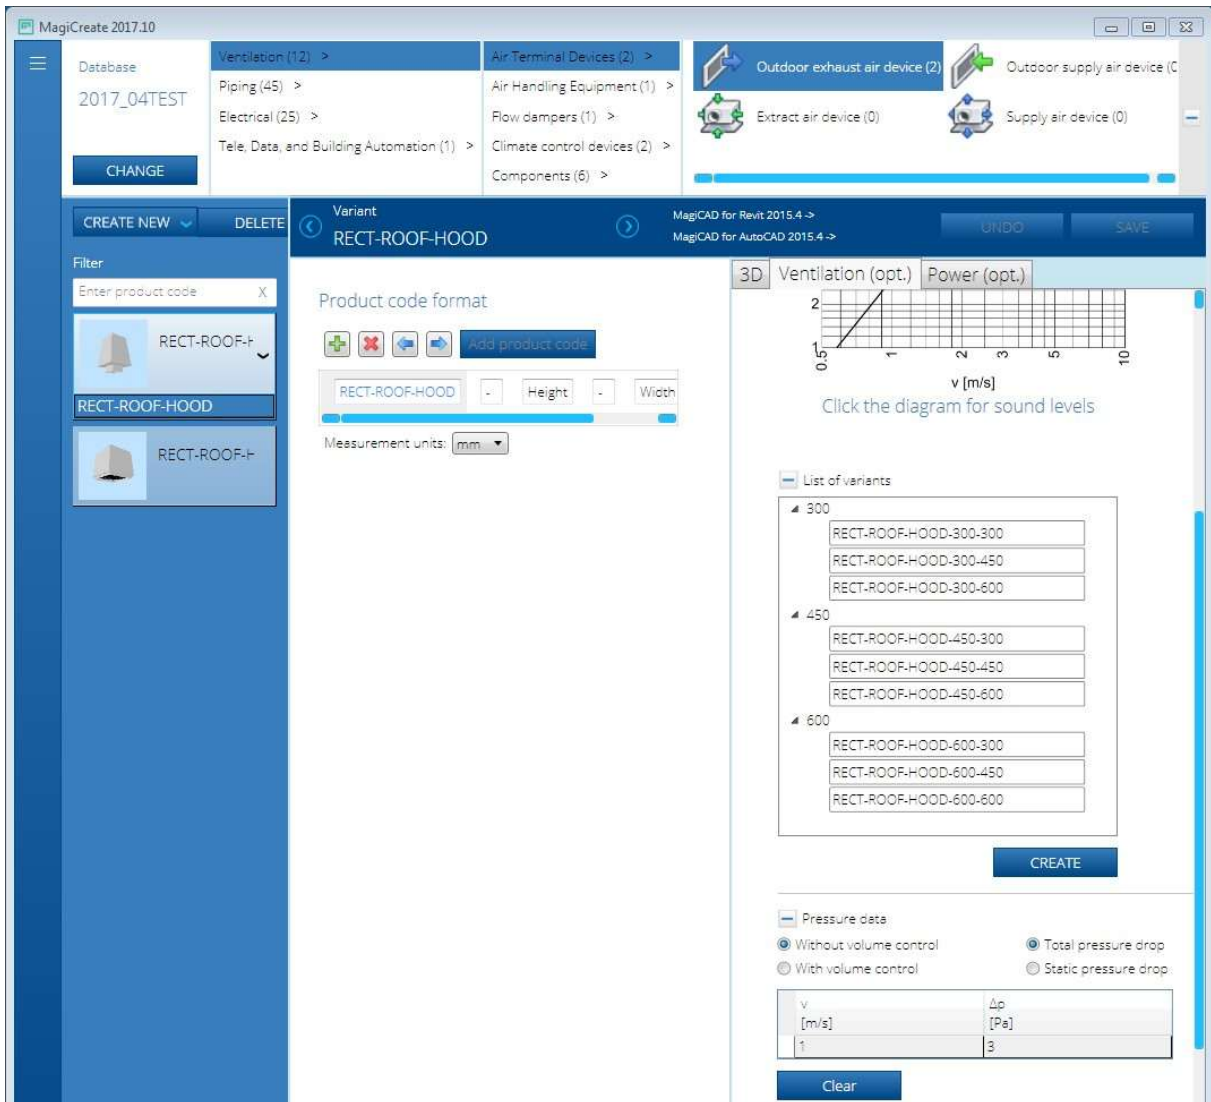 MagiCreate 2017.10
Database
2017_04TEST
CHANGE
Ventilation (12) >
Piping (45) >
Electrical (25) >
Tele, Data, and Building Automation (1) >
Air Terminal Devices (2) >
Air Handling Equipment (1) >
Flow dampers (1) >
Climate control devices (2) >
Components (6) >
Outdoor exhaust air device (2)
Outdoor supply air device (0
Extract air device (0)
Supply air device (0)
CREATE NEW
DELETE
Variant
RECT-ROOF-HOOD
MagiCAD for Revit 2015.4 ->
MagiCAD for AutoCAD 2015.4 ->
UNDO
SAVE
Filter
Enter product code X
RECT-ROOF-H
RECT-ROOF-HOOD
RECT-ROOF-H
Product code format
Add product code
RECT-ROOF-HOOD - Height - Width
Measurement units: mm
3D Ventilation (opt.) Power (opt.)
2
1
0.5 1 2 3 5 10
v [m/s]
Click the diagram for sound levels
List of variants
300
RECT-ROOF-HOOD-300-300
RECT-ROOF-HOOD-300-450
RECT-ROOF-HOOD-300-600
450
RECT-ROOF-HOOD-450-300
RECT-ROOF-HOOD-450-450
RECT-ROOF-HOOD-450-600
600
RECT-ROOF-HOOD-600-300
RECT-ROOF-HOOD-600-450
RECT-ROOF-HOOD-600-600
CREATE
Pressure data
Without volume control Total pressure drop
With volume control Static pressure drop
v Δp
[m/s] [Pa]
1 3
Clear